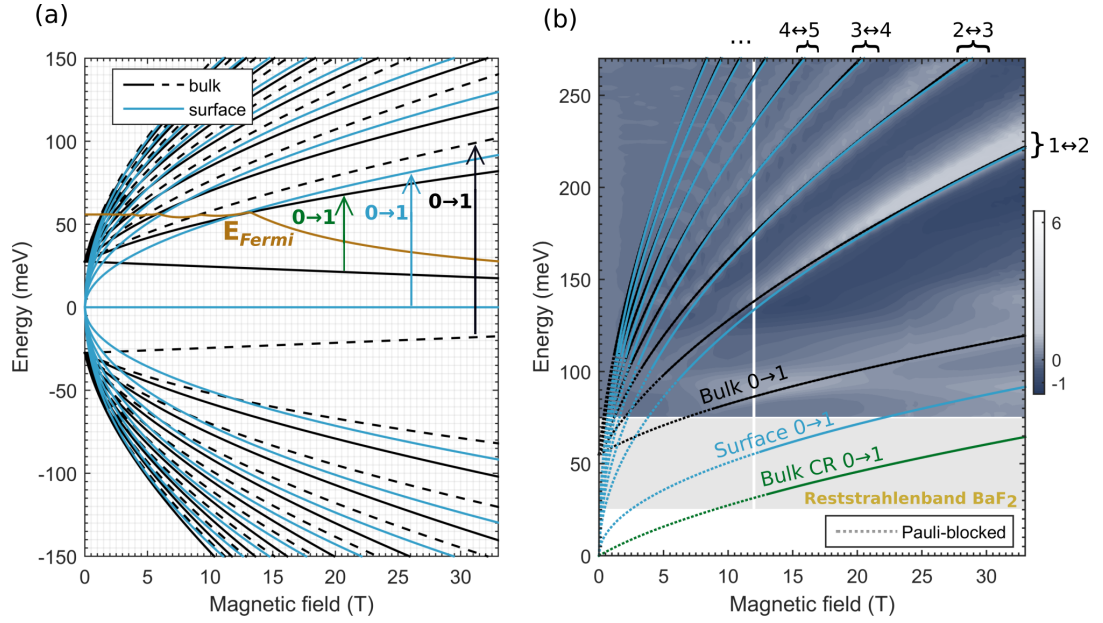 (a)
150
100
50
0
-50
-100
-150
Energy (meV)
bulk
surface
0→1
0→1
0→1
E_Fermi
0 5 10 15 20 25 30
Magnetic field (T)
(b)
... 4↔5 3↔4 2↔3
250
200
150
100
50
0
Energy (meV)
1↔2
6
0
-1
Bulk 0→1
Surface 0→1
Bulk CR 0→1
Reststrahlenband BaF₂
Pauli-blocked
0 5 10 15 20 25 30
Magnetic field (T)